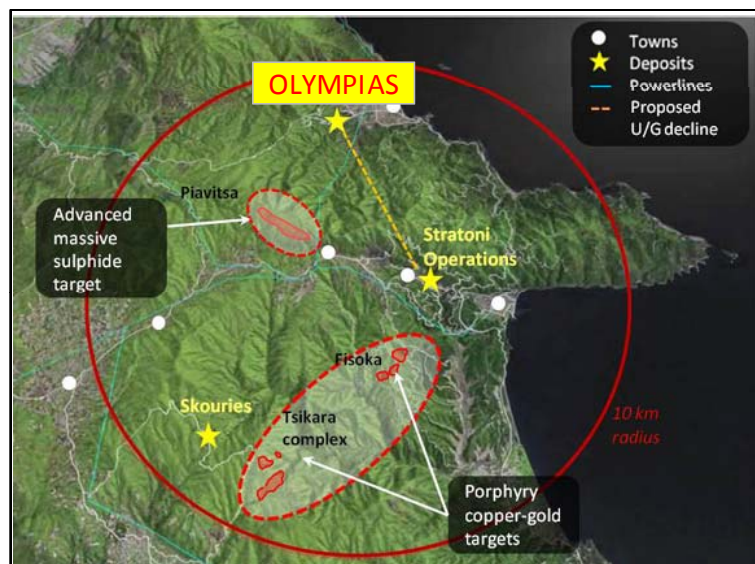 OLYMPIAS
Towns
Deposits
Powerlines
Proposed
U/G decline
Piavitsa
Advanced
massive
sulphide
target
Stratoni
Operations
Fisoka
Skouries
Tsikara
complex
10 km
radius
Porphyry
copper-gold
targets